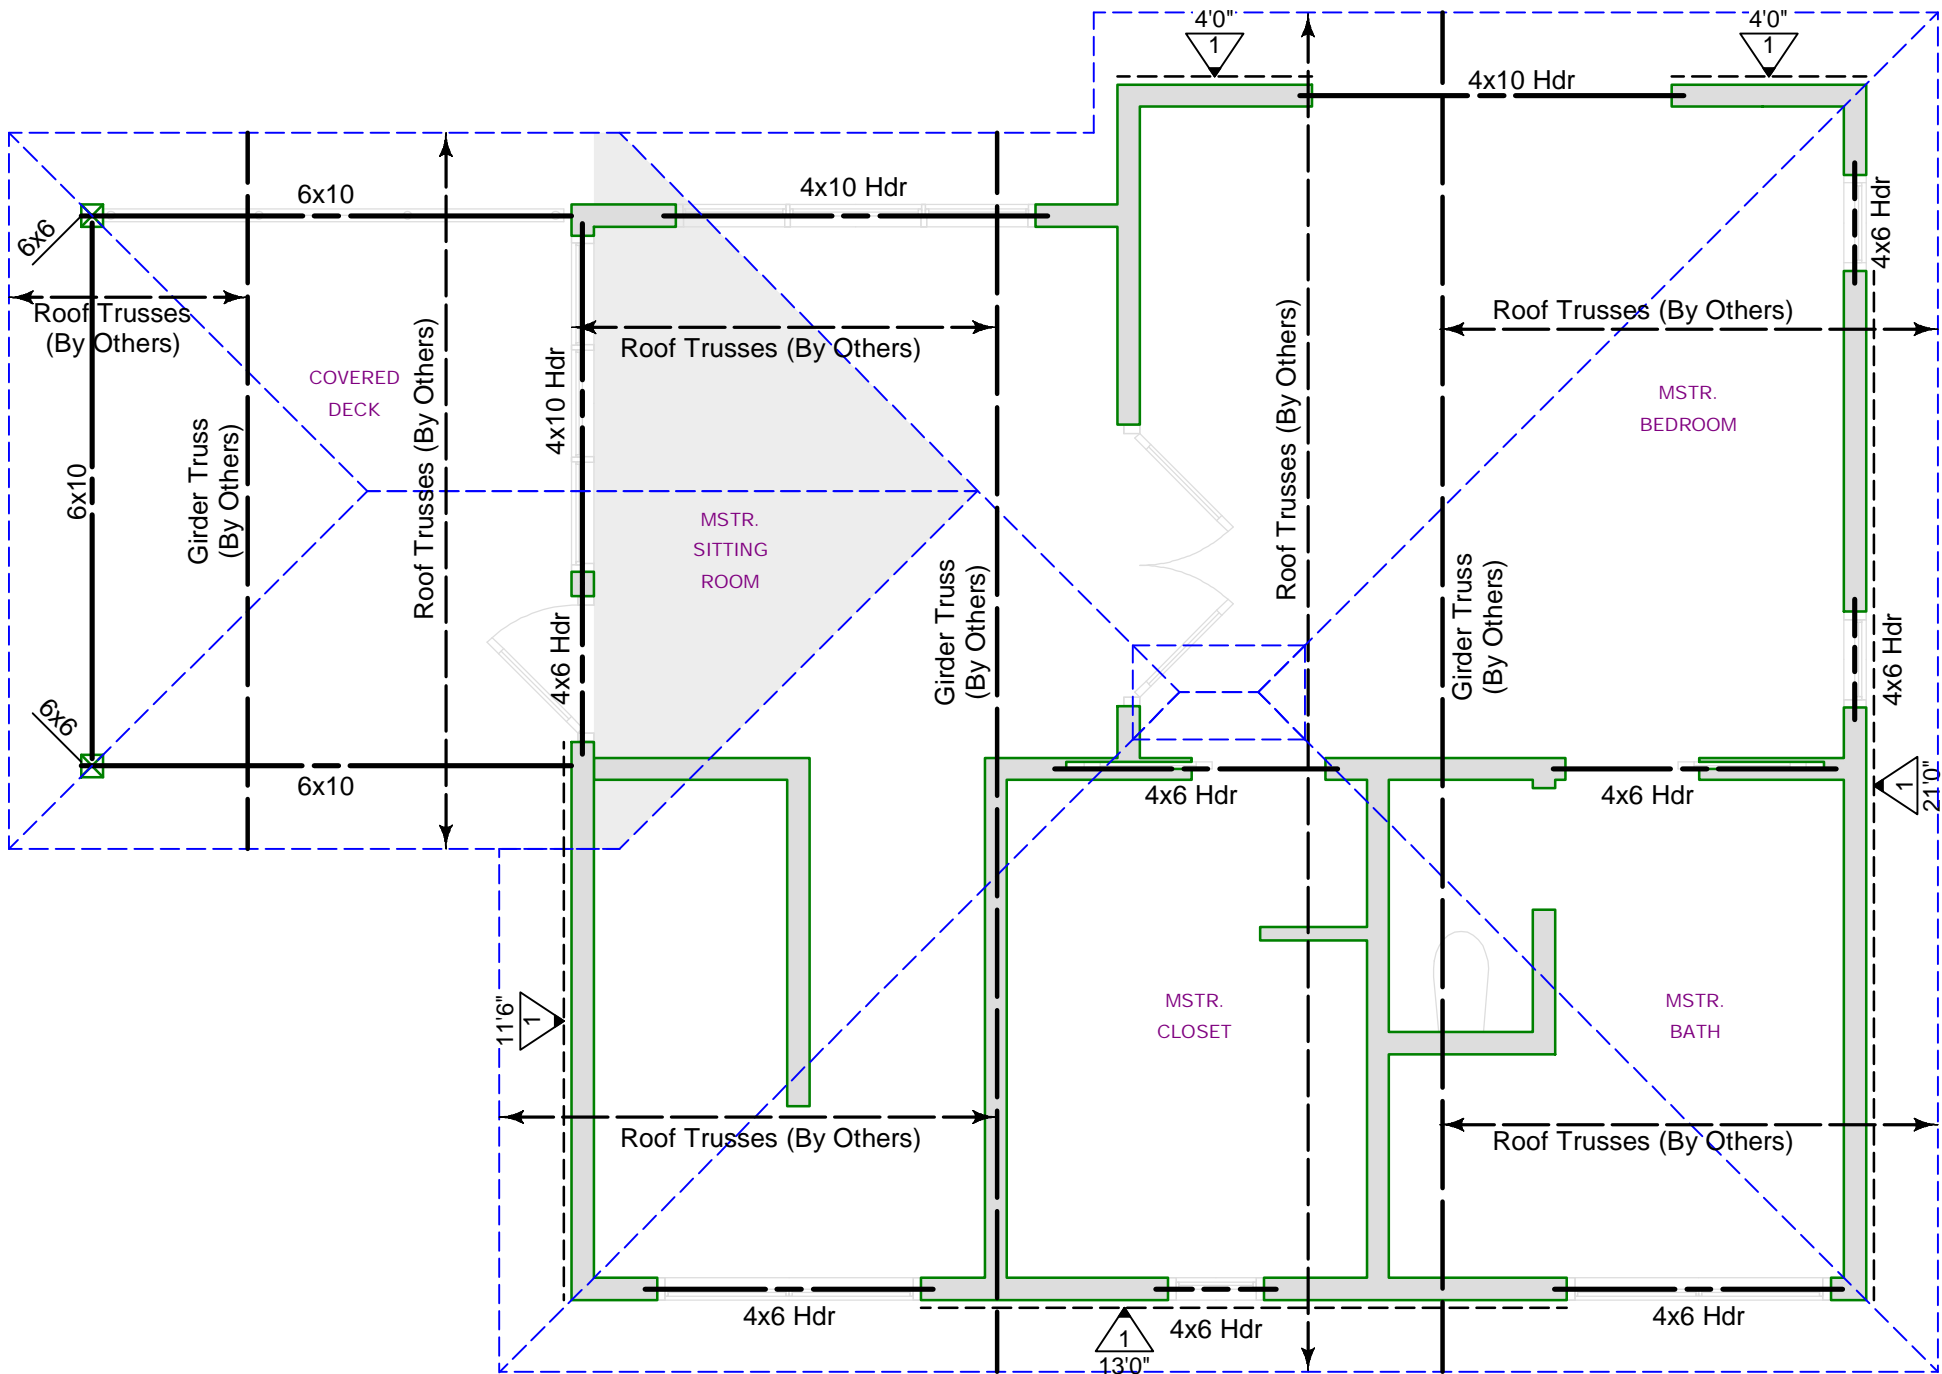 4'0"
1
4'0"
1
4x10 Hdr
6x10
4x10 Hdr
6x6
4x6 Hdr
Roof Trusses
(By Others)
Roof Trusses (By Others)
Roof Trusses (By Others)
Roof Trusses (By Others)
Roof Trusses (By Others)
COVERED
DECK
4x10 Hdr
MSTR.
BEDROOM
6x10
Girder Truss
(By Others)
MSTR.
SITTING
ROOM
Girder Truss
(By Others)
Girder Truss
(By Others)
4x6 Hdr
4x6 Hdr
6x6
6x10
4x6 Hdr
4x6 Hdr
1
21'0"
11'6"
1
MSTR.
CLOSET
MSTR.
BATH
Roof Trusses (By Others)
Roof Trusses (By Others)
4x6 Hdr
1
13'0"
4x6 Hdr
4x6 Hdr